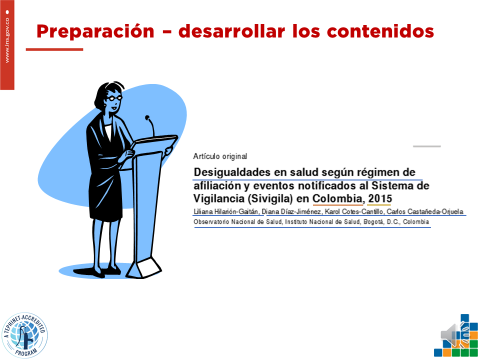 www.ins.gov.co
Preparación – desarrollar los contenidos
Artículo original
Desigualdades en salud según régimen de
afiliación y eventos notificados al Sistema de
Vigilancia (Sivigila) en Colombia, 2015
Liliana Hilarión-Gaitán, Diana Díaz-Jiménez, Karol Cotes-Cantillo, Carlos Castañeda-Orjuela
Observatorio Nacional de Salud, Instituto Nacional de Salud, Bogotá, D.C., Colombia
A TEPHINET ACCREDITED
PROGRAM